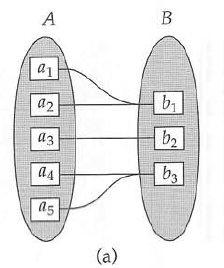 A B
a₁
a₂ b₁
a₃ b₂
a₄ b₃
a₅
(a)